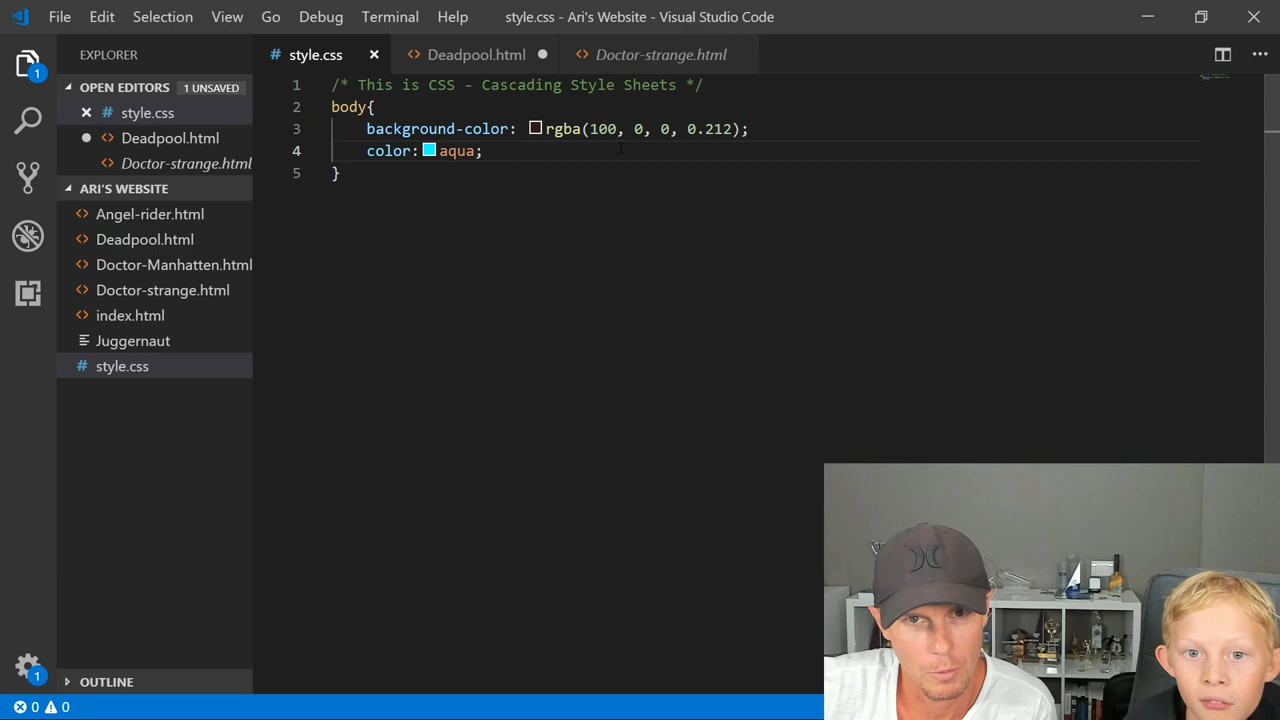 File Edit Selection View Go Debug Terminal Help style.css - Ari's Website - Visual Studio Code
EXPLORER
style.css Deadpool.html Doctor-strange.html
1
OPEN EDITORS 1 UNSAVED
style.css
Deadpool.html
Doctor-strange.html
ARI'S WEBSITE
Angel-rider.html
Deadpool.html
Doctor-Manhatten.html
Doctor-strange.html
index.html
Juggernaut
style.css
OUTLINE
1
0 0
1 /* This is CSS - Cascading Style Sheets */
2 body{
3 background-color: rgba(100, 0, 0, 0.212);
4 color: aqua;
5 }